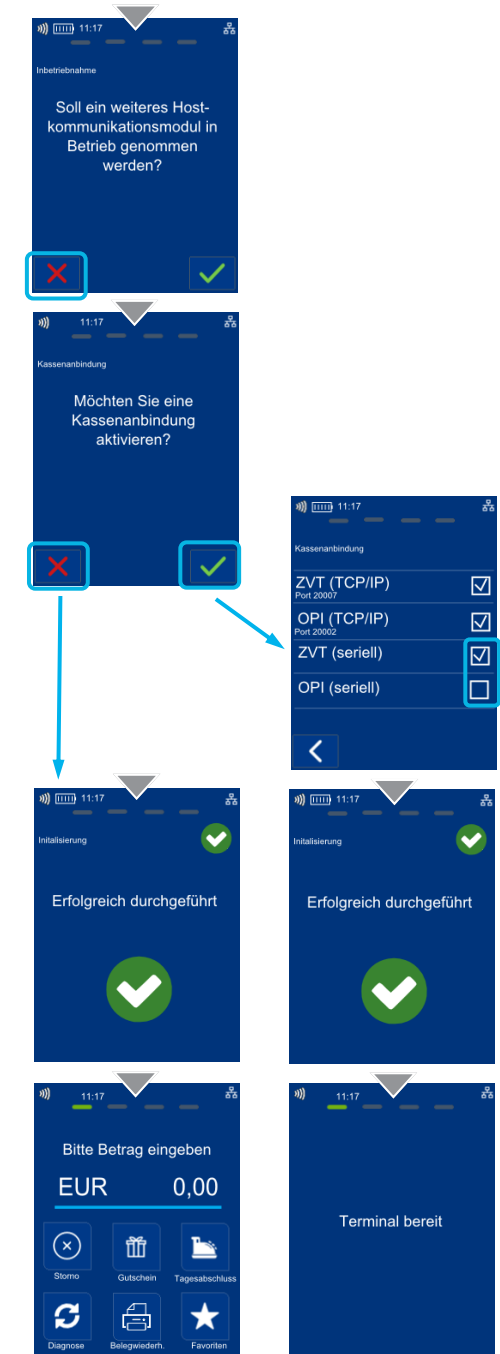 11:17
Inbetriebnahme
Soll ein weiteres Host-
kommunikationsmodul in
Betrieb genommen
werden?
11:17
Kassenanbindung
Möchten Sie eine
Kassenanbindung
aktivieren?
11:17
Kassenanbindung
ZVT (TCP/IP)
Port 20007
OPI (TCP/IP)
Port 20002
ZVT (seriell)
OPI (seriell)
11:17
Initalisierung
Erfolgreich durchgeführt
11:17
Initalisierung
Erfolgreich durchgeführt
11:17
Bitte Betrag eingeben
EUR 0,00
Storno Gutschein Tagesabschluss
Diagnose Belegwiederh. Favoriten
11:17
Terminal bereit